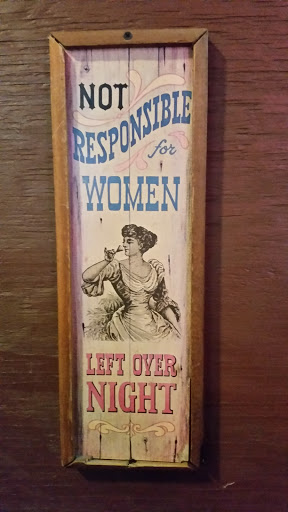 NOT
RESPONSIBLE
for
WOMEN
LEFT OVER
NIGHT